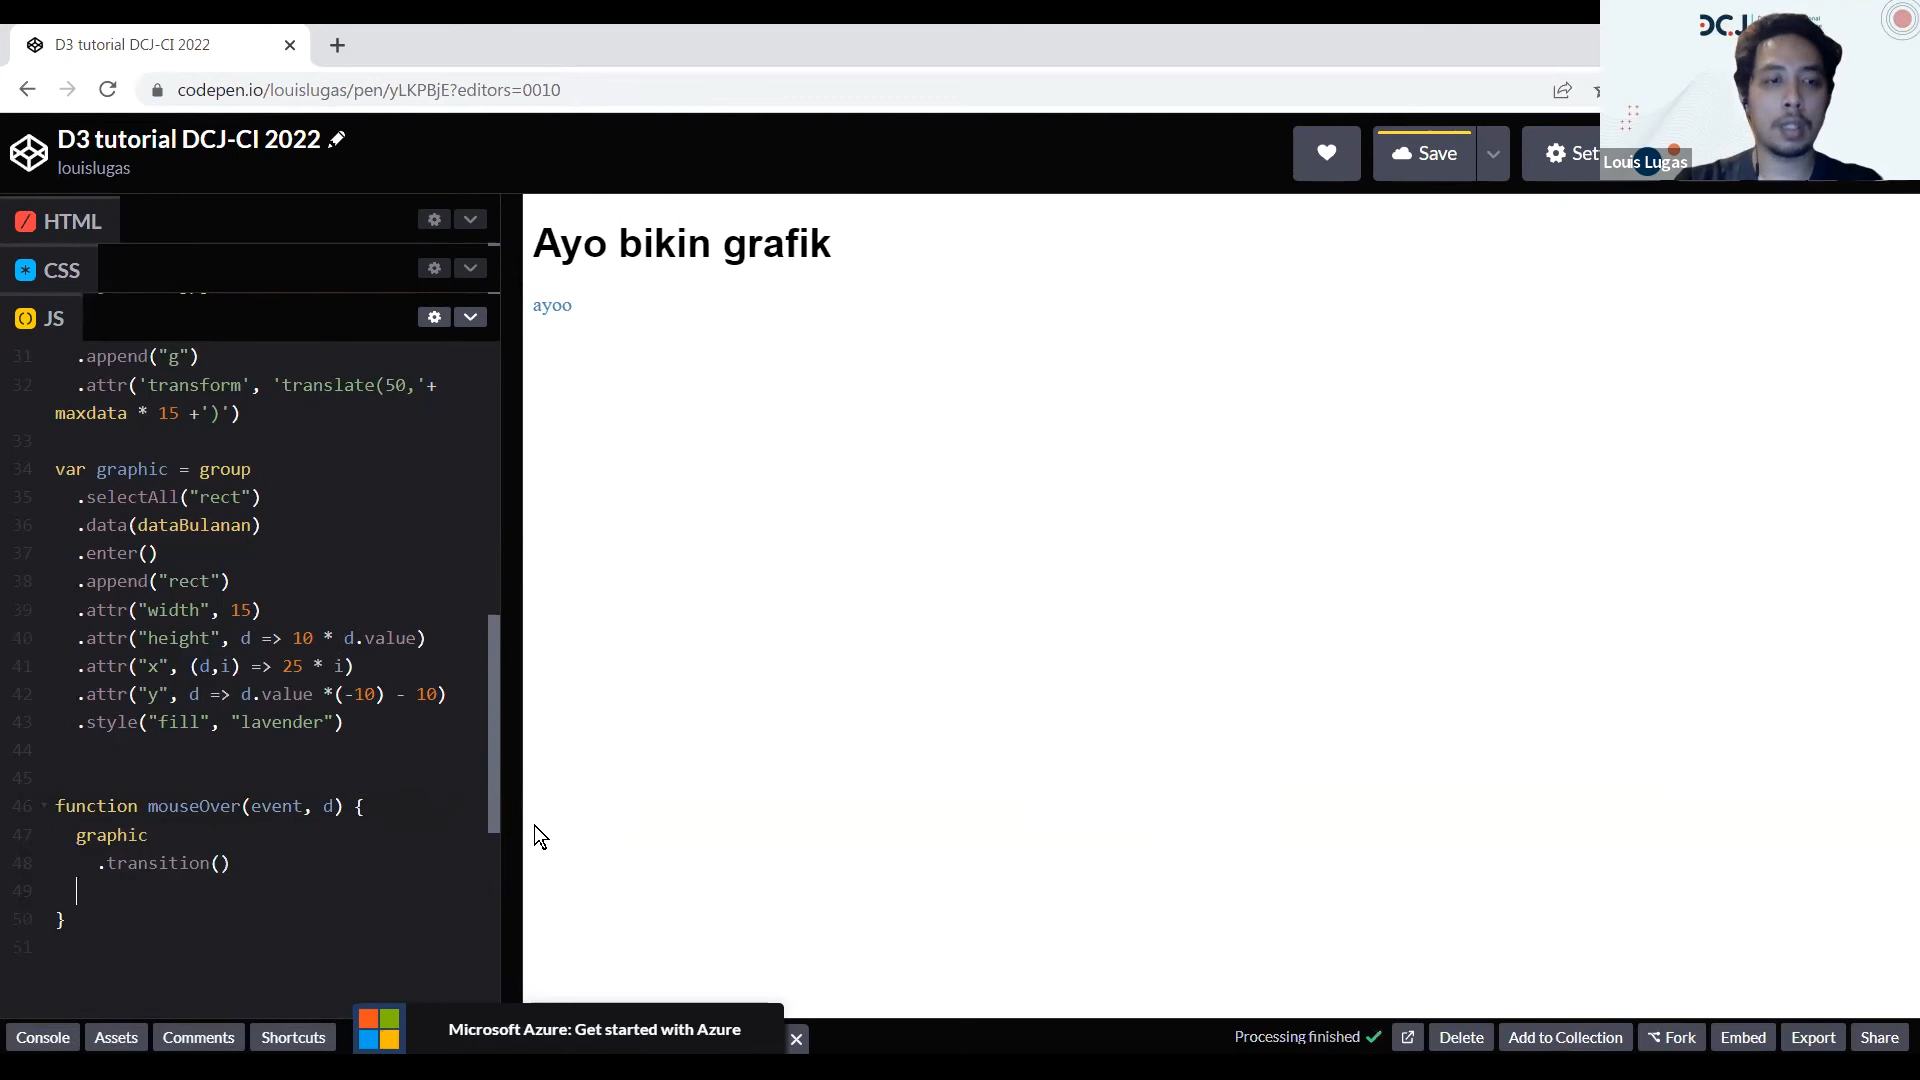 D3 tutorial DCJ-CI 2022
codepen.io/louislugas/pen/yLKPBjE?editors=0010
DCJ
D3 tutorial DCJ-CI 2022
louislugas
Save
Set
Louis Lugas
HTML
CSS
JS
31 .append("g")
32 .attr('transform', 'translate(50,'+
maxdata * 15 +')')
33
34 var graphic = group
35 .selectAll("rect")
36 .data(dataBulanan)
37 .enter()
38 .append("rect")
39 .attr("width", 15)
40 .attr("height", d => 10 * d.value)
41 .attr("x", (d,i) => 25 * i)
42 .attr("y", d => d.value *(-10) - 10)
43 .style("fill", "lavender")
44
45
46 function mouseOver(event, d) {
47 graphic
48 .transition()
49
50 }
51
Ayo bikin grafik
ayoo
Console
Assets
Comments
Shortcuts
Microsoft Azure: Get started with Azure
Processing finished
Delete
Add to Collection
Fork
Embed
Export
Share